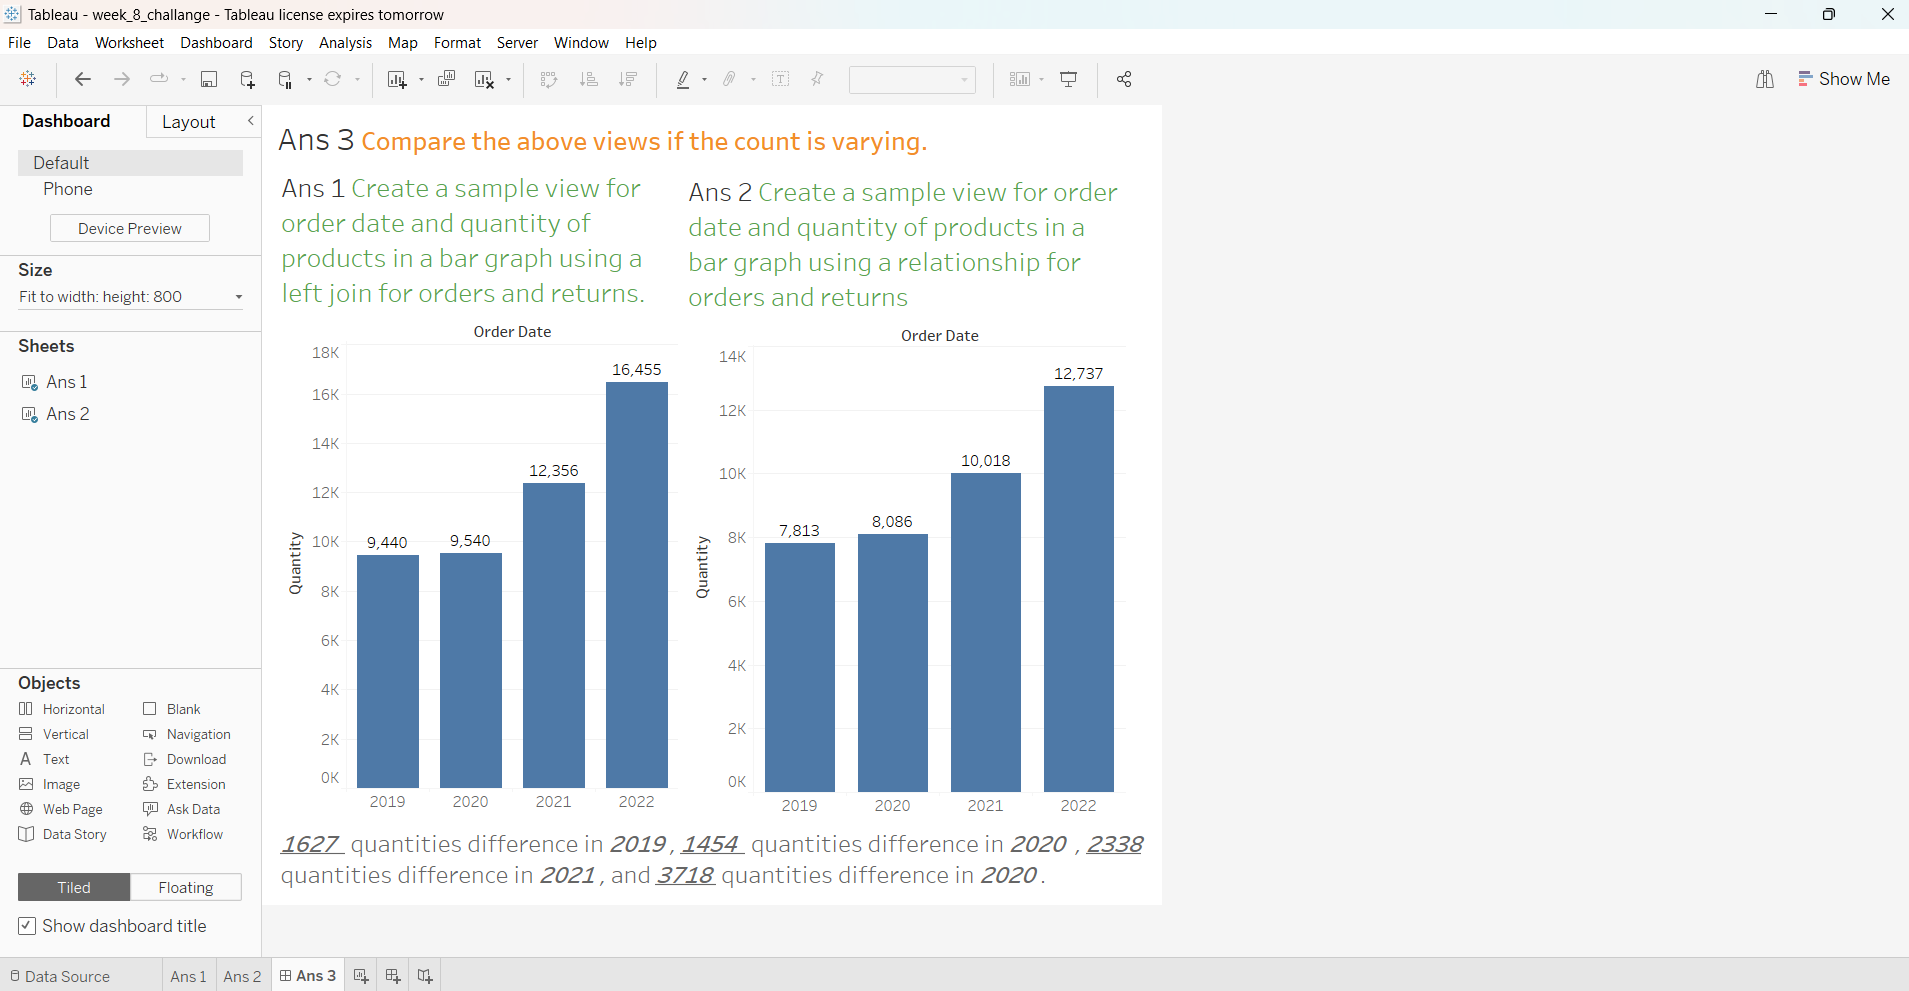 Tableau - week_8_challange - Tableau license expires tomorrow
File Data Worksheet Dashboard Story Analysis Map Format Server Window Help
Show Me
Dashboard Layout
Default
Phone
Device Preview
Size
Fit to width: height: 800
Sheets
Ans 1
Ans 2
Objects
Horizontal Blank
Vertical Navigation
Text Download
Image Extension
Web Page Ask Data
Data Story Workflow
Tiled Floating
Show dashboard title
Ans 3 Compare the above views if the count is varying.
Ans 1 Create a sample view for
order date and quantity of
products in a bar graph using a
left join for orders and returns.
Order Date
18K
16K
14K
12K
10K
8K
6K
4K
2K
0K
Quantity
9,440
9,540
12,356
16,455
2019 2020 2021 2022
Ans 2 Create a sample view for order
date and quantity of products in a
bar graph using a relationship for
orders and returns
Order Date
14K
12K
10K
8K
6K
4K
2K
0K
Quantity
7,813
8,086
10,018
12,737
2019 2020 2021 2022
1627 quantities difference in 2019, 1454 quantities difference in 2020 , 2338
quantities difference in 2021, and 3718 quantities difference in 2020.
Data Source Ans 1 Ans 2 Ans 3